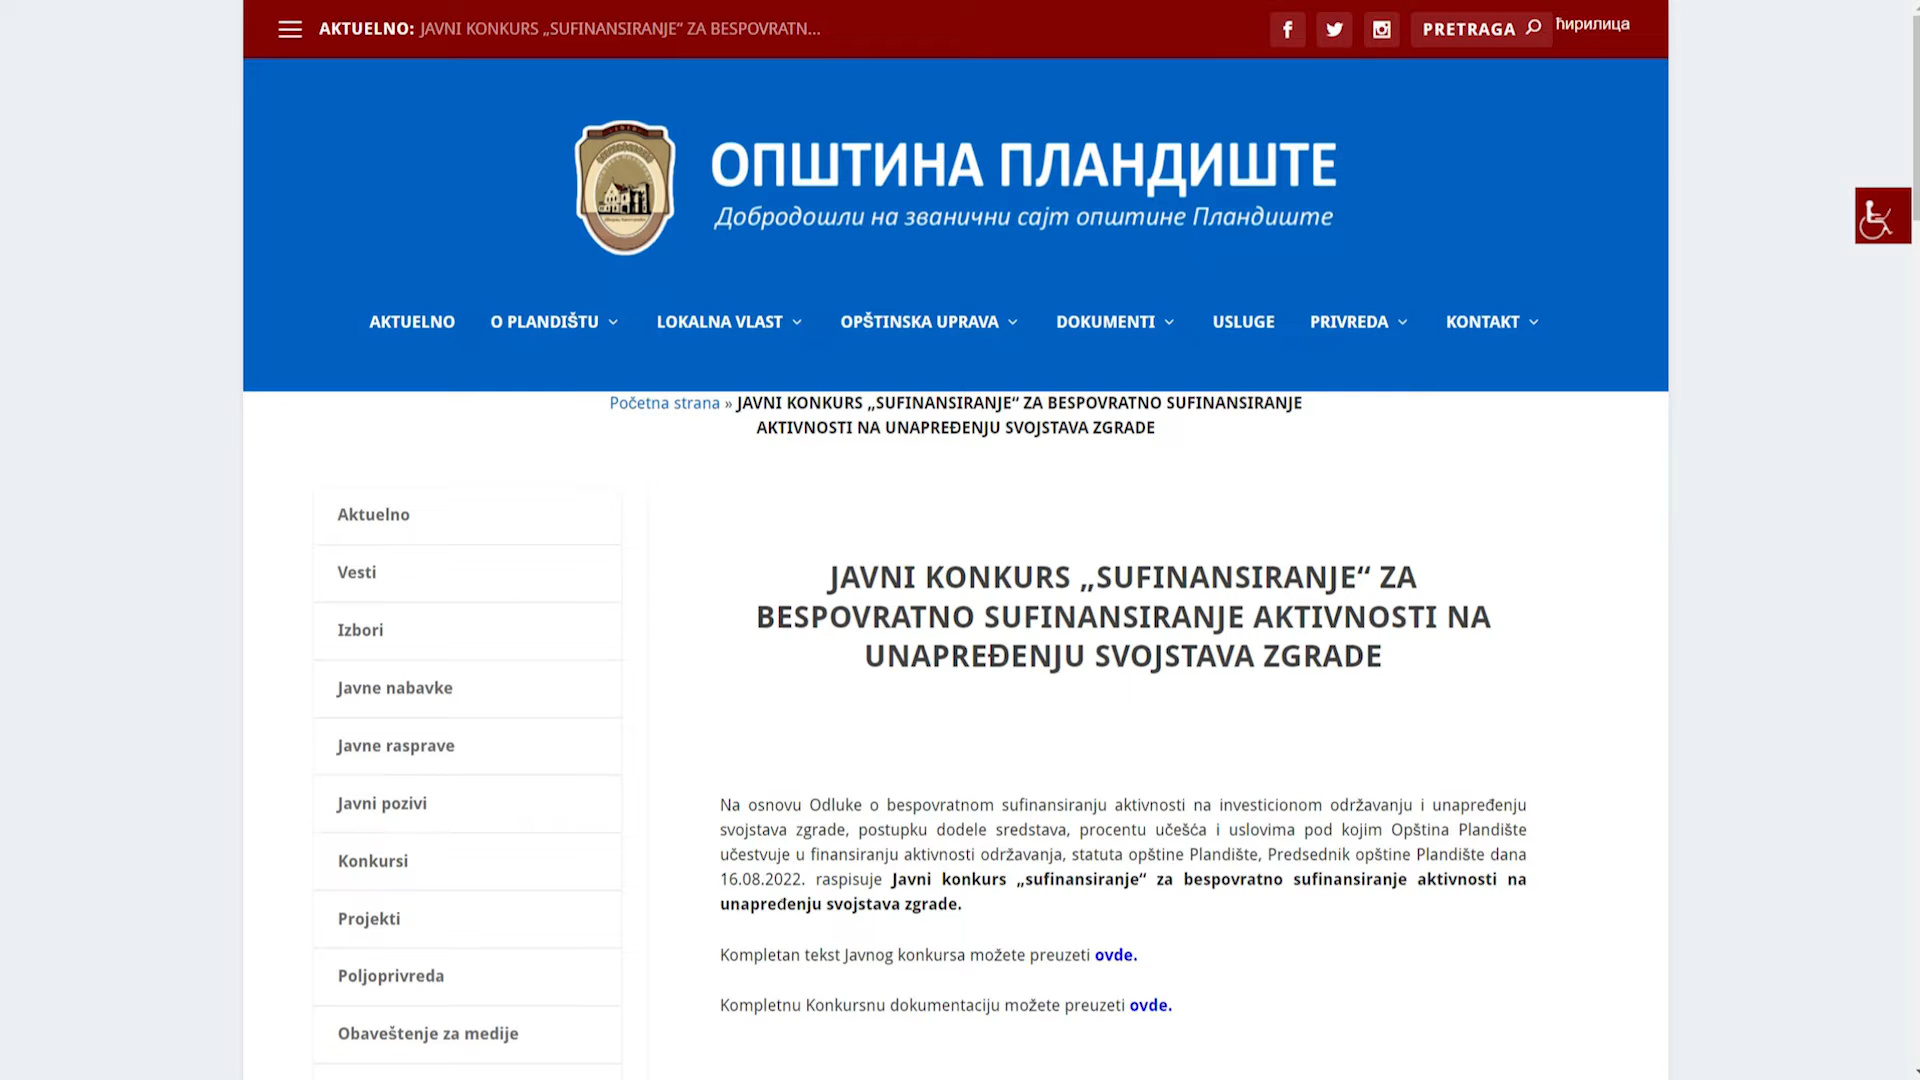 AKTUELNO: JAVNI KONKURS „SUFINANSIRANJE“ ZA BESPOVRATN...
PRETRAGA
ћирилица
ОПШТИНА ПЛАНДИШТЕ
Добродошли на званични сајт општине Пландиште
AKTUELNO O PLANDIŠTU LOKALNA VLAST OPŠTINSKA UPRAVA DOKUMENTI USLUGE PRIVREDA KONTAKT
Početna strana » JAVNI KONKURS „SUFINANSIRANJE“ ZA BESPOVRATNO SUFINANSIRANJE
AKTIVNOSTI NA UNAPREĐENJU SVOJSTAVA ZGRADE
Aktuelno
Vesti
Izbori
Javne nabavke
Javne rasprave
Javni pozivi
Konkursi
Projekti
Poljoprivreda
Obaveštenje za medije
JAVNI KONKURS „SUFINANSIRANJE“ ZA
BESPOVRATNO SUFINANSIRANJE AKTIVNOSTI NA
UNAPREĐENJU SVOJSTAVA ZGRADE
Na osnovu Odluke o bespovratnom sufinansiranju aktivnosti na investicionom održavanju i unapređenju
svojstava zgrade, postupku dodele sredstava, procentu učešća i uslovima pod kojim Opština Plandište
učestvuje u finansiranju aktivnosti održavanja, statuta opštine Plandište, Predsednik opštine Plandište dana
16.08.2022. raspisuje Javni konkurs „sufinansiranje“ za bespovratno sufinansiranje aktivnosti na
unapređenju svojstava zgrade.
Kompletan tekst Javnog konkursa možete preuzeti ovde.
Kompletnu Konkursnu dokumentaciju možete preuzeti ovde.